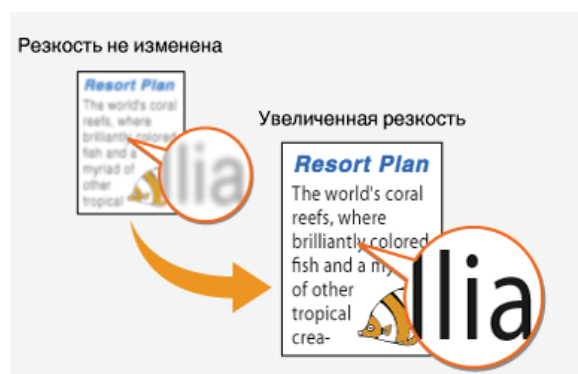 Резкость не изменена
Resort Plan
The world's coral
reefs, where
brilliantly colored
fish and a
myriad of
other
tropical
llia
Увеличенная резкость
Resort Plan
The world's coral
reefs, where
brilliantly colored
fish and a my
of other
tropical
crea-
llia